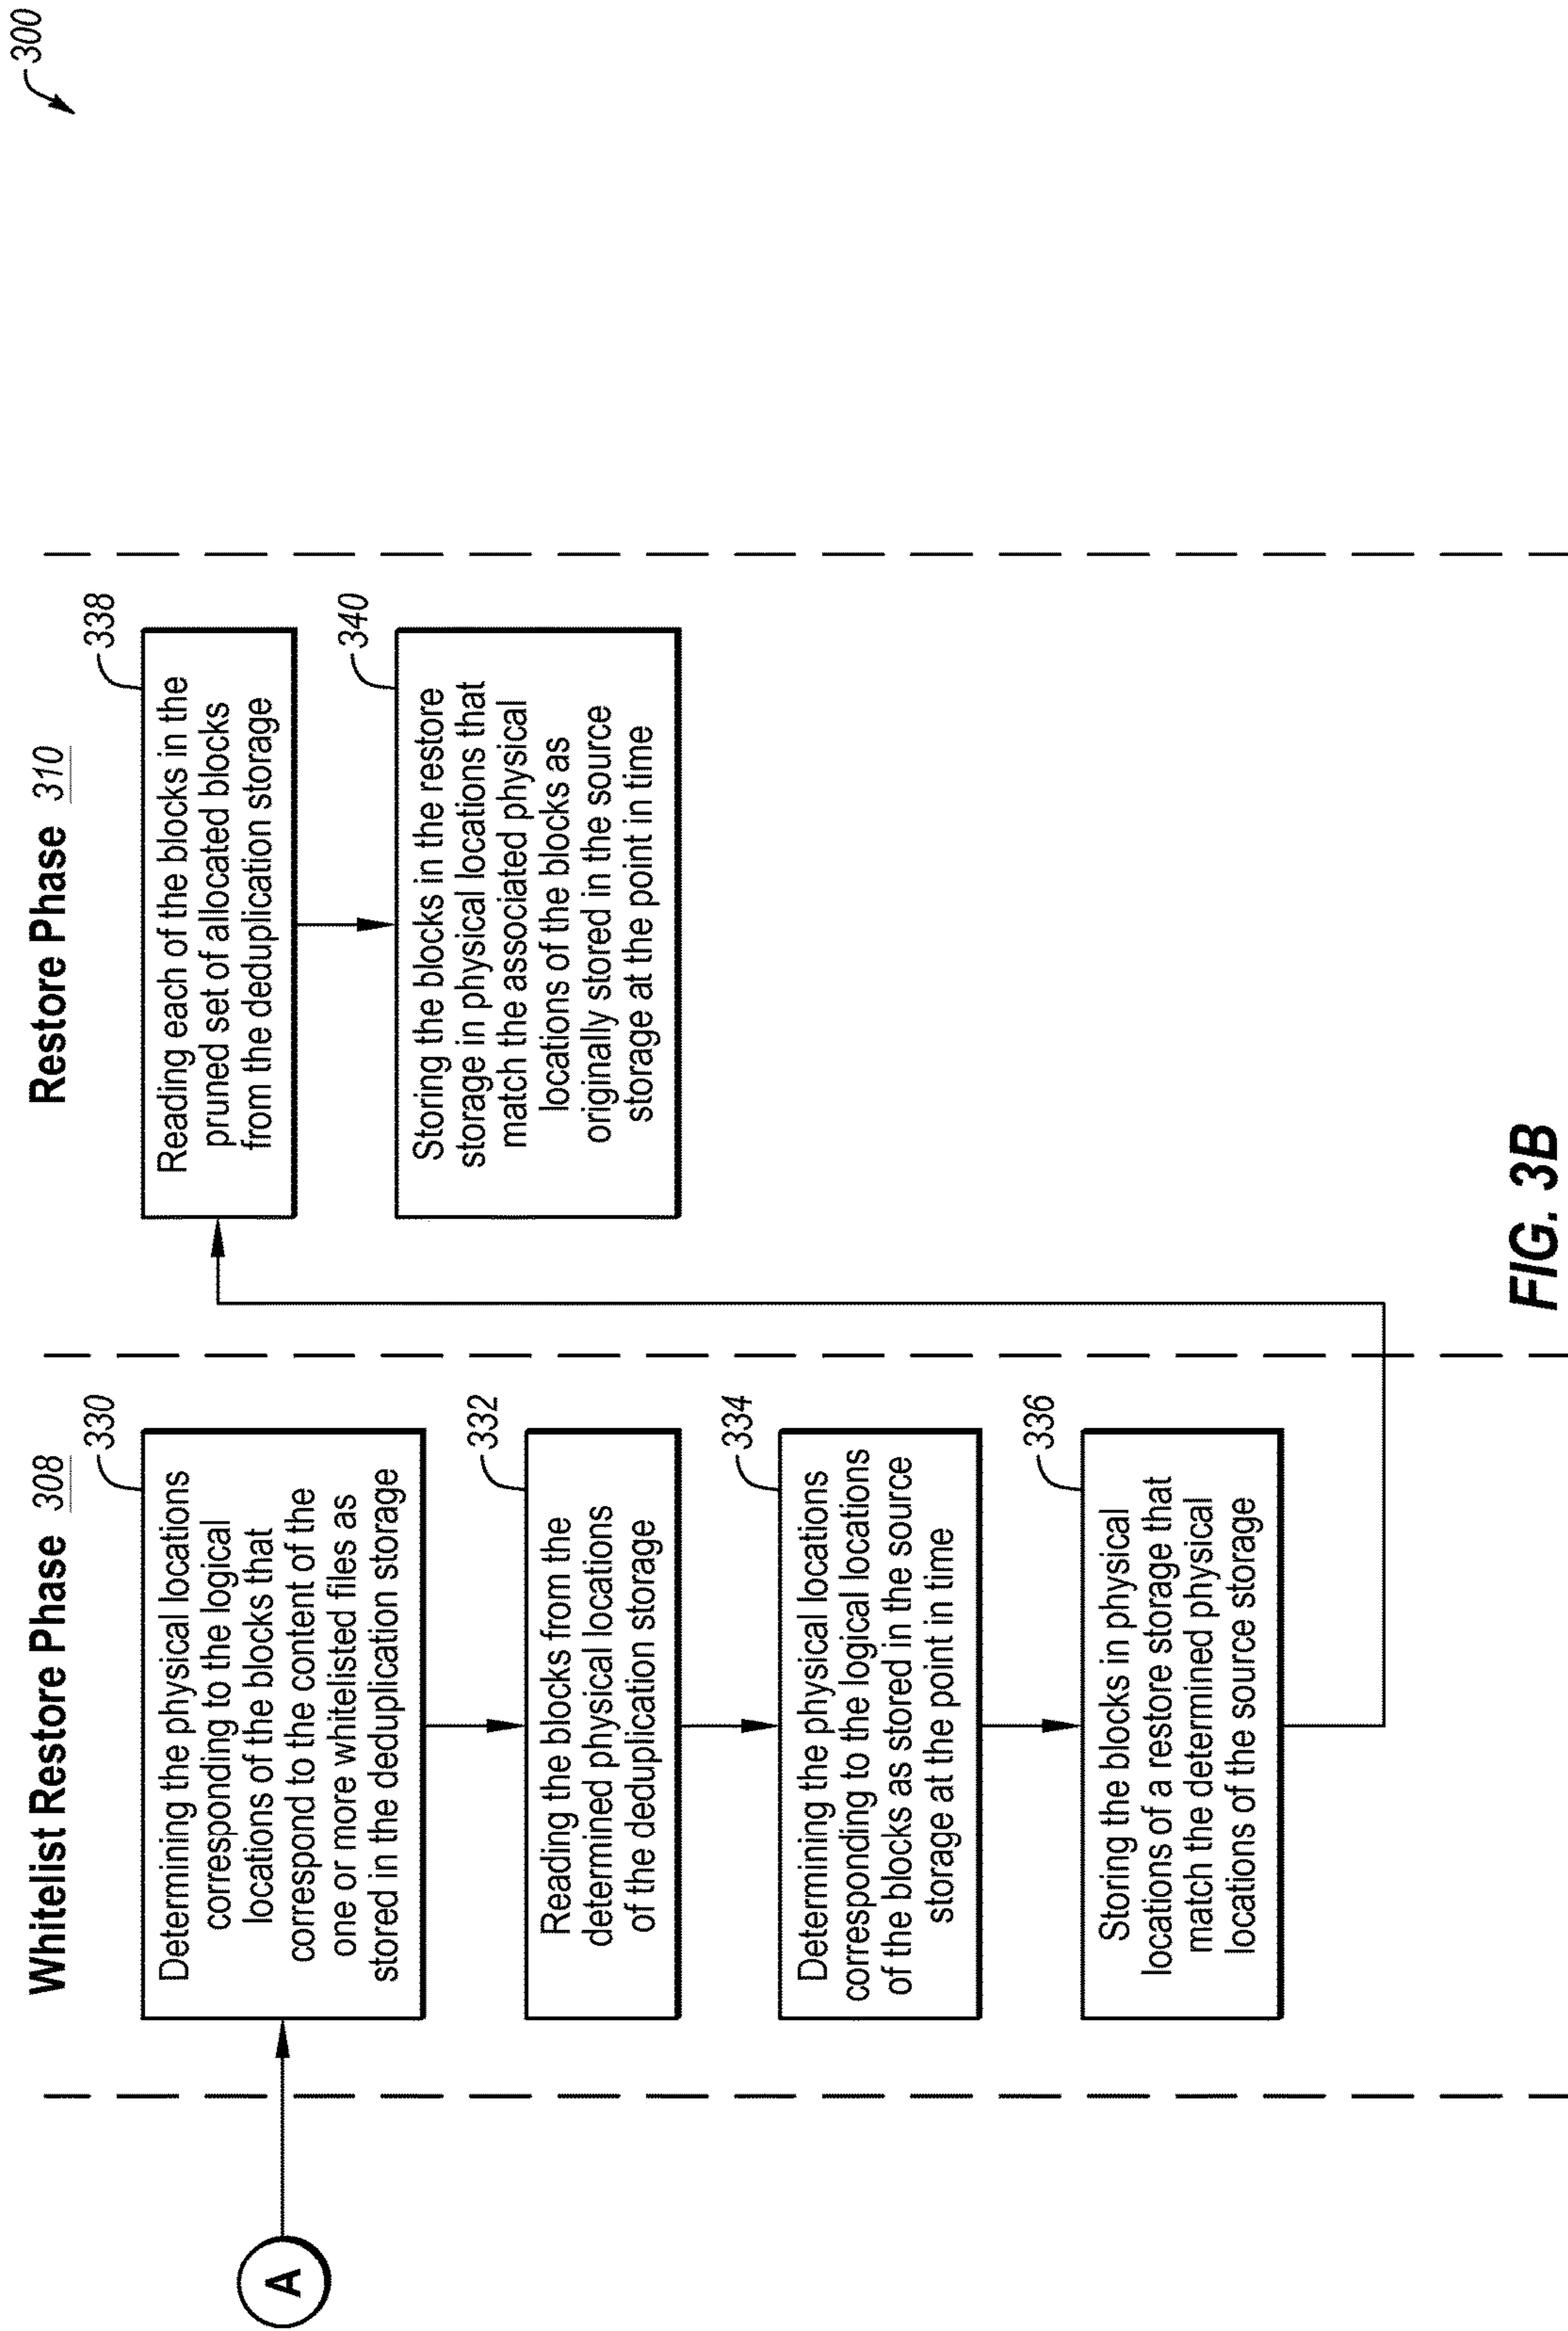 300
Whitelist Restore Phase 308
330
Determining the physical locations
corresponding to the logical
locations of the blocks that
correspond to the content of the
one or more whitelisted files as
stored in the deduplication storage
A
332
Reading the blocks from the
determined physical locations
of the deduplication storage
334
Determining the physical locations
corresponding to the logical locations
of the blocks as stored in the source
storage at the point in time
336
Storing the blocks in physical
locations of a restore storage that
match the determined physical
locations of the source storage
Restore Phase 310
338
Reading each of the blocks in the
pruned set of allocated blocks
from the deduplication storage
340
Storing the blocks in the restore
storage in physical locations that
match the associated physical
locations of the blocks as
originally stored in the source
storage at the point in time
FIG. 3B